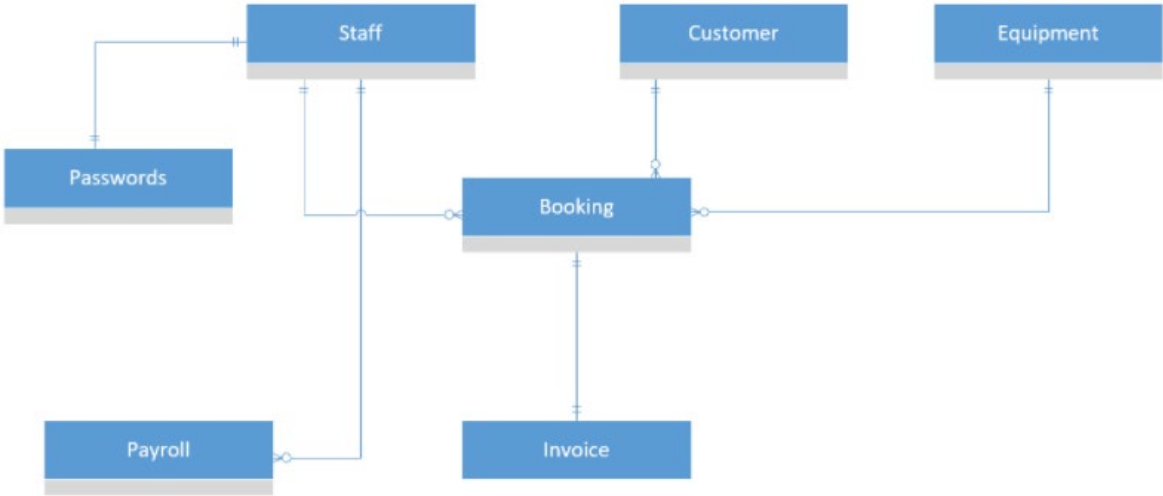 Staff
Customer
Equipment
Passwords
Booking
Payroll
Invoice